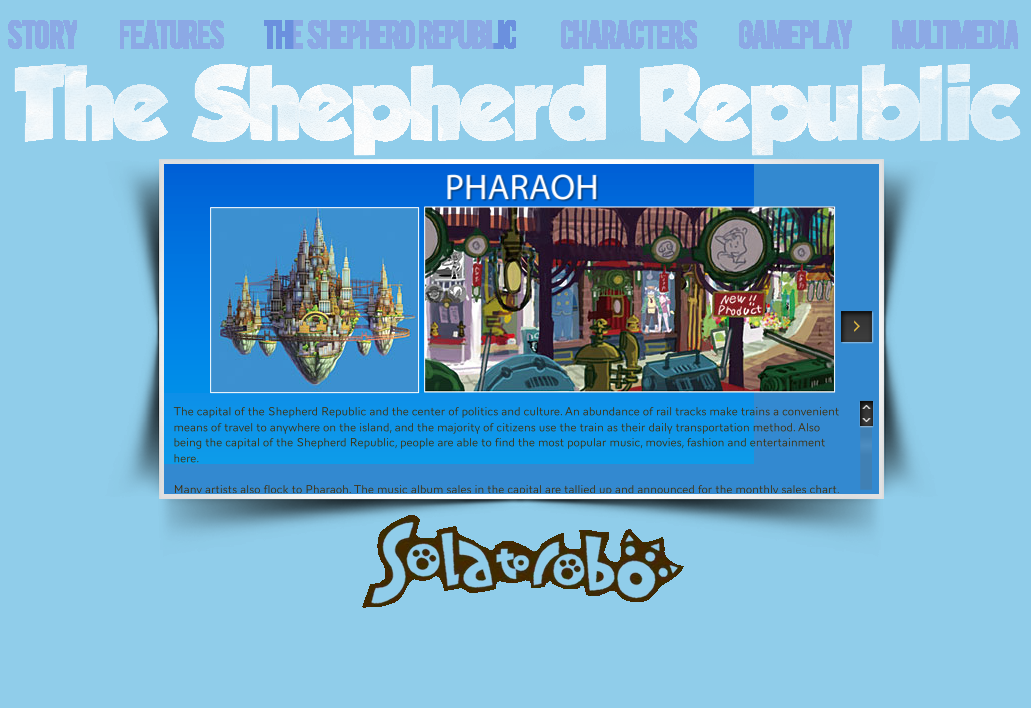 STORY FEATURES THE SHEPHERD REPUBLIC CHARACTERS GAMEPLAY MULTIMEDIA
The Shepherd Republic
PHARAOH
New!!
Product
The capital of the Shepherd Republic and the center of politics and culture. An abundance of rail tracks make trains a convenient
means of travel to anywhere on the island, and the majority of citizens use the train as their daily transportation method. Also
being the capital of the Shepherd Republic, people are able to find the most popular music, movies, fashion and entertainment
here.
Many artists also flock to Pharaoh. The music album sales in the capital are tallied up and announced for the monthly sales chart.
Solatorobo